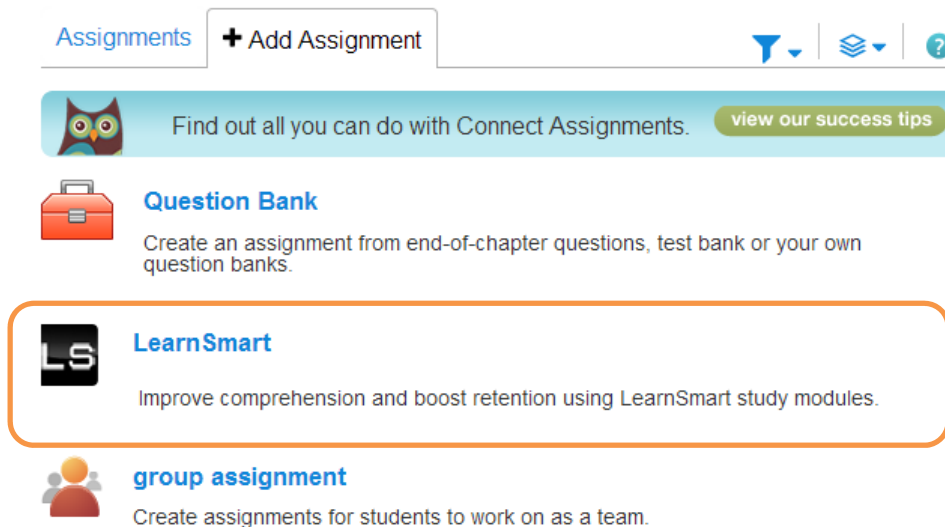 Assignments
+ Add Assignment
?
Find out all you can do with Connect Assignments.
view our success tips
Question Bank
Create an assignment from end-of-chapter questions, test bank or your own
question banks.
LS
LearnSmart
Improve comprehension and boost retention using LearnSmart study modules.
group assignment
Create assignments for students to work on as a team.